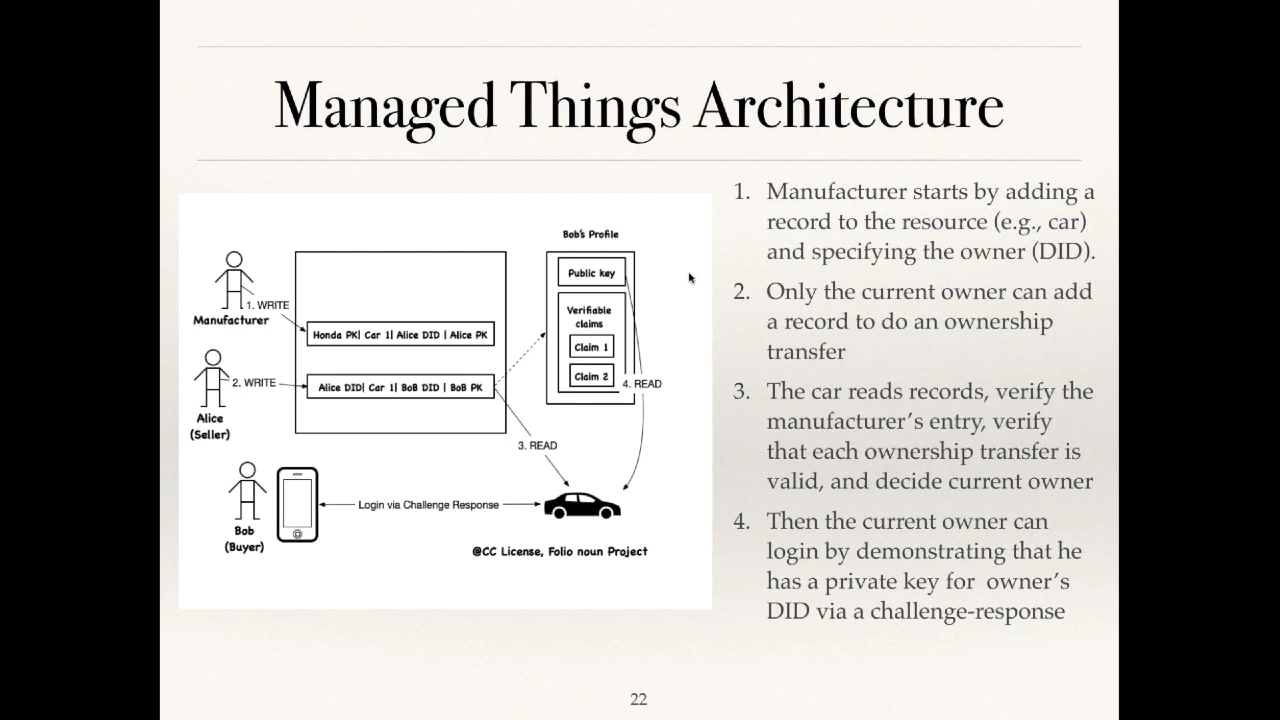 Managed Things Architecture
Bob's Profile
Public key
Verifiable
claims
Claim 1
Claim 2
1. WRITE
Manufacturer
Honda PK| Car 1| Alice DID | Alice PK
2. WRITE
Alice DID| Car 1| BoB DID | BoB PK
Alice
(Seller)
3. READ
4. READ
Login via Challenge Response
Bob
(Buyer)
@CC License, Folio noun Project
1. Manufacturer starts by adding a
record to the resource (e.g., car)
and specifying the owner (DID).
2. Only the current owner can add
a record to do an ownership
transfer
3. The car reads records, verify the
manufacturer's entry, verify
that each ownership transfer is
valid, and decide current owner
4. Then the current owner can
login by demonstrating that he
has a private key for owner's
DID via a challenge-response
22